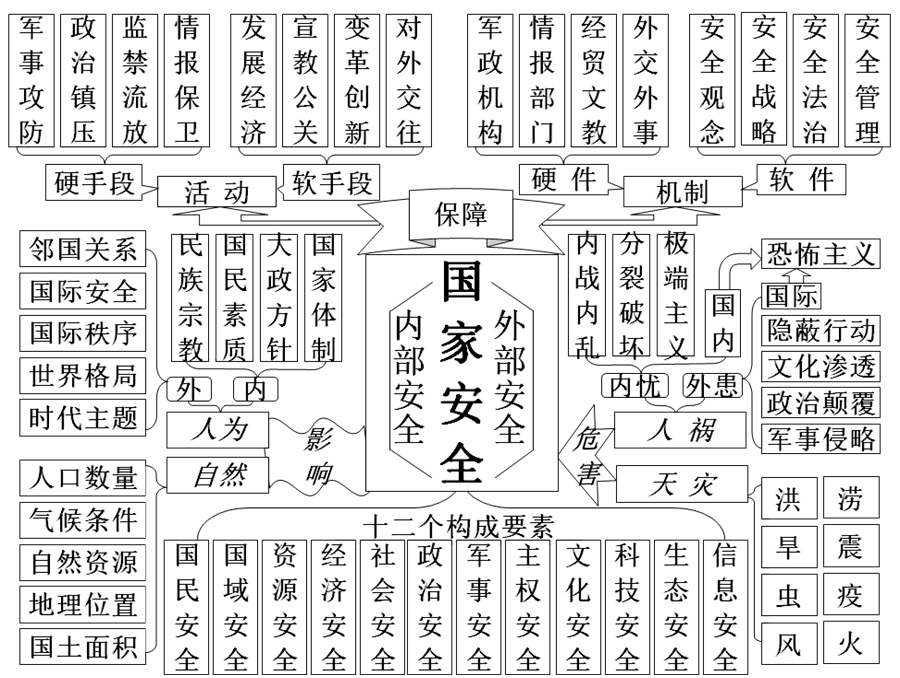 军事攻防
政治镇压
监禁流放
情报保卫
发展经济
宣教公关
变革创新
对外交往
军政机构
情报部门
经贸文教
外交外事
安全观念
安全战略
安全法治
安全管理
硬手段
活动
软手段
硬件
机制
软件
保障
邻国关系
国际安全
国际秩序
世界格局
时代主题
民族宗教
国民素质
大政方针
国家体制
外
内
人为
自然
影响
人口数量
气候条件
自然资源
地理位置
国土面积
国家安全
内部安全
外部安全
内战内乱
分裂破坏
极端主义
国内
恐怖主义
国际
隐蔽行动
文化渗透
政治颠覆
军事侵略
内忧
外患
人祸
危害
天灾
洪
涝
旱
震
虫
疫
风
火
十二个构成要素
国民安全
国域安全
资源安全
经济安全
社会安全
政治安全
军事安全
主权安全
文化安全
科技安全
生态安全
信息安全